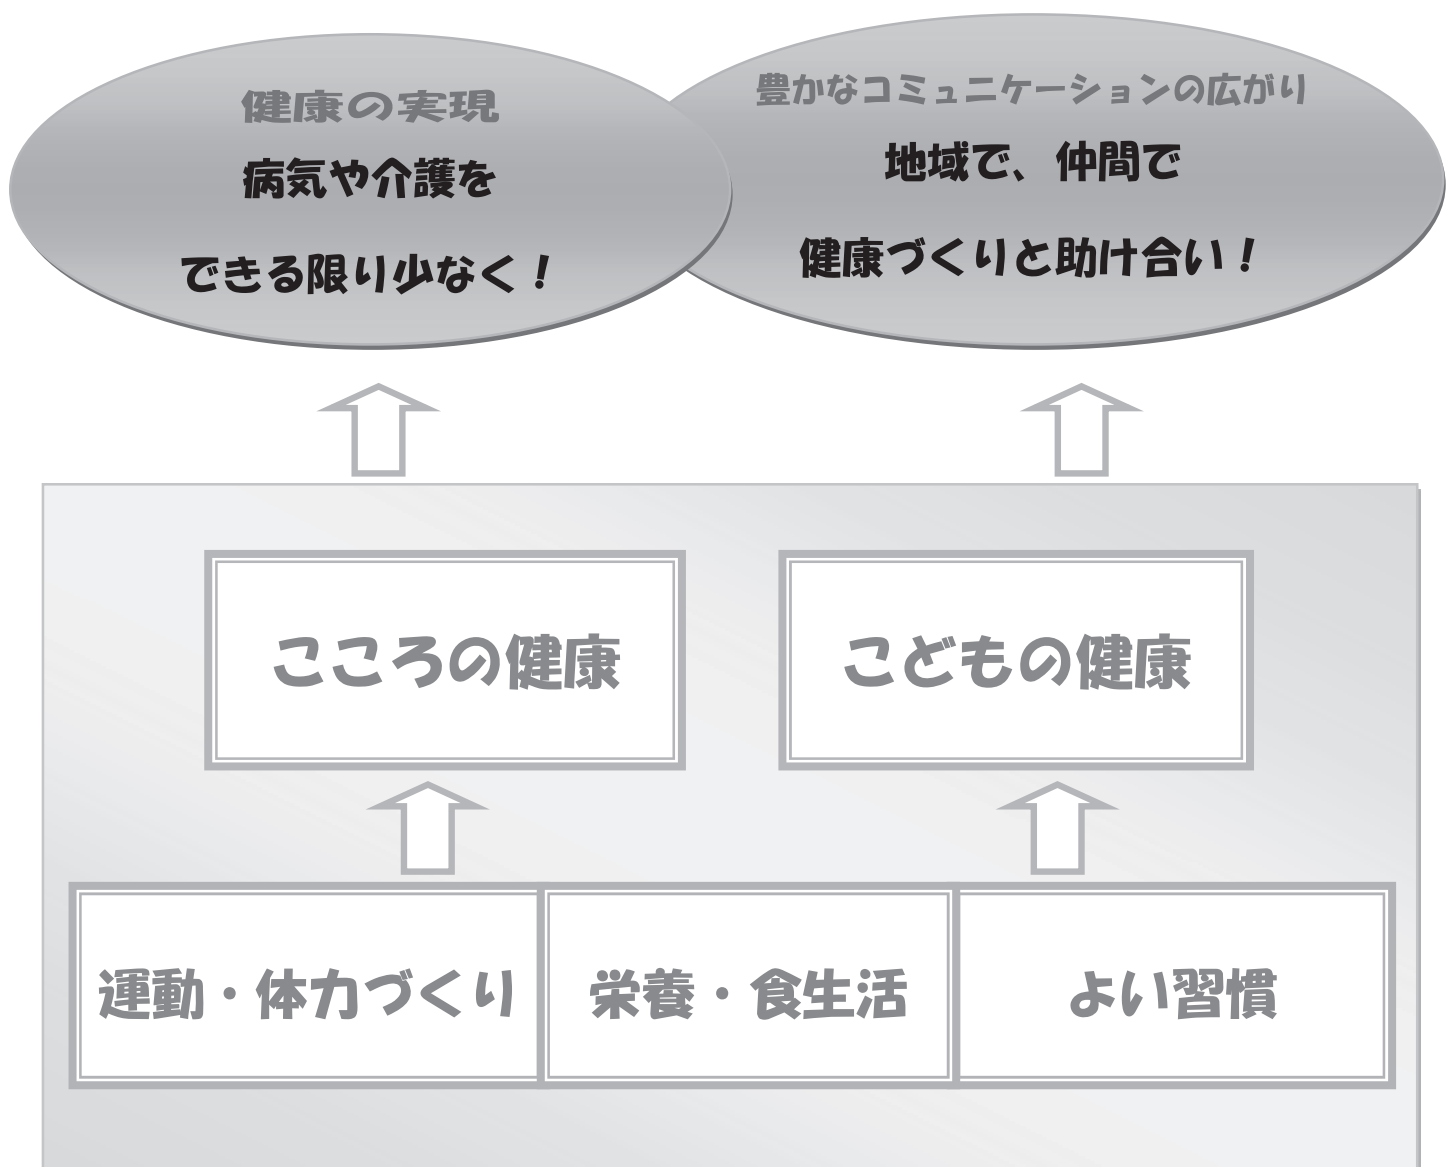 健康の実現
病気や介護を
できる限り少なく！
豊かなコミュニケーションの広がり
地域で、仲間で
健康づくりと助け合い！
こころの健康
こどもの健康
運動・体力づくり
栄養・食生活
よい習慣